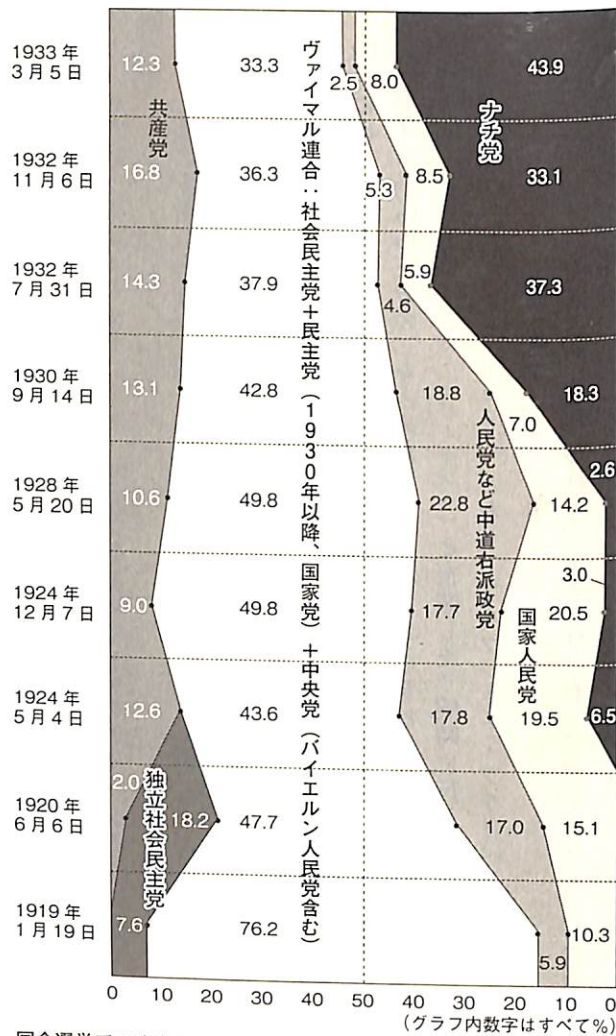 1933年
3月5日
12.3
33.3
2.5
8.0
43.9
共産党
ヴァイマル連合：社会民主党＋民主党（1930年以降、国家党）＋中央党（バイエルン人民党含む）
ナチ党
1932年
11月6日
16.8
36.3
5.3
8.5
33.1
1932年
7月31日
14.3
37.9
4.6
5.9
37.3
1930年
9月14日
13.1
42.8
18.8
7.0
18.3
人民党など中道右派政党
1928年
5月20日
10.6
49.8
22.8
14.2
2.6
1924年
12月7日
9.0
49.8
17.7
20.5
3.0
国家人民党
1924年
5月4日
12.6
43.6
17.8
19.5
6.5
1920年
6月6日
2.0
18.2
47.7
17.0
15.1
独立社会民主党
1919年
1月19日
7.6
76.2
5.9
10.3
0 10 20 30 40 50 40 30 20 10 0
(グラフ内数字はすべて%)